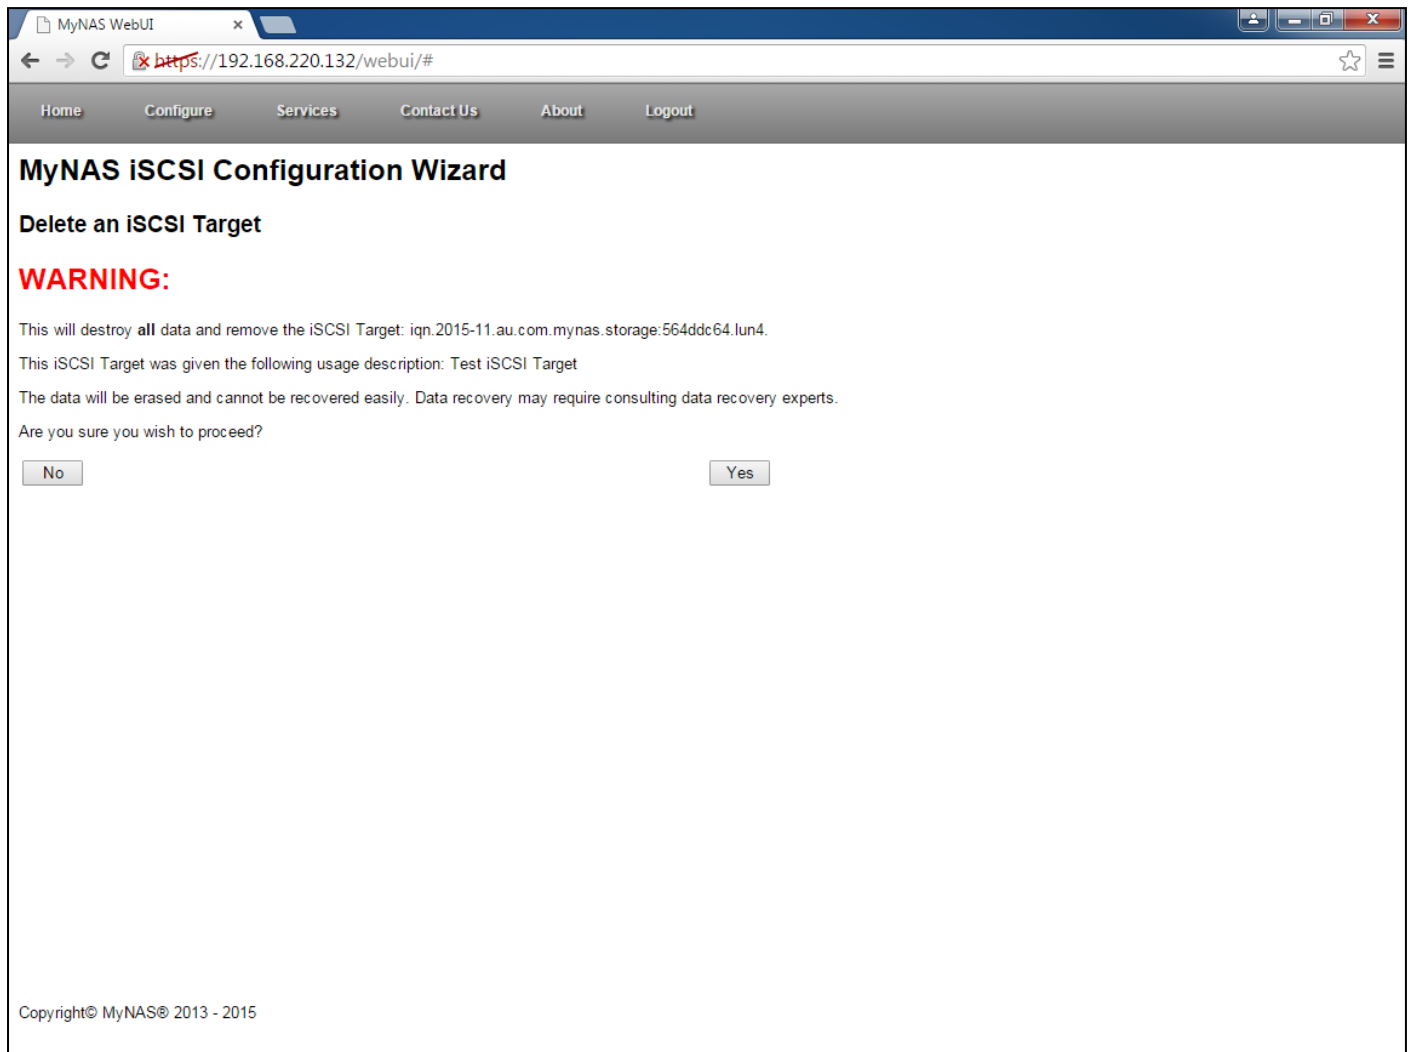 MyNAS WebUI
https://192.168.220.132/webui/#
Home Configure Services Contact Us About Logout
MyNAS iSCSI Configuration Wizard
Delete an iSCSI Target
WARNING:
This will destroy all data and remove the iSCSI Target: iqn.2015-11.au.com.mynas.storage:564ddc64.lun4.
This iSCSI Target was given the following usage description: Test iSCSI Target
The data will be erased and cannot be recovered easily. Data recovery may require consulting data recovery experts.
Are you sure you wish to proceed?
No Yes
Copyright© MyNAS® 2013 - 2015